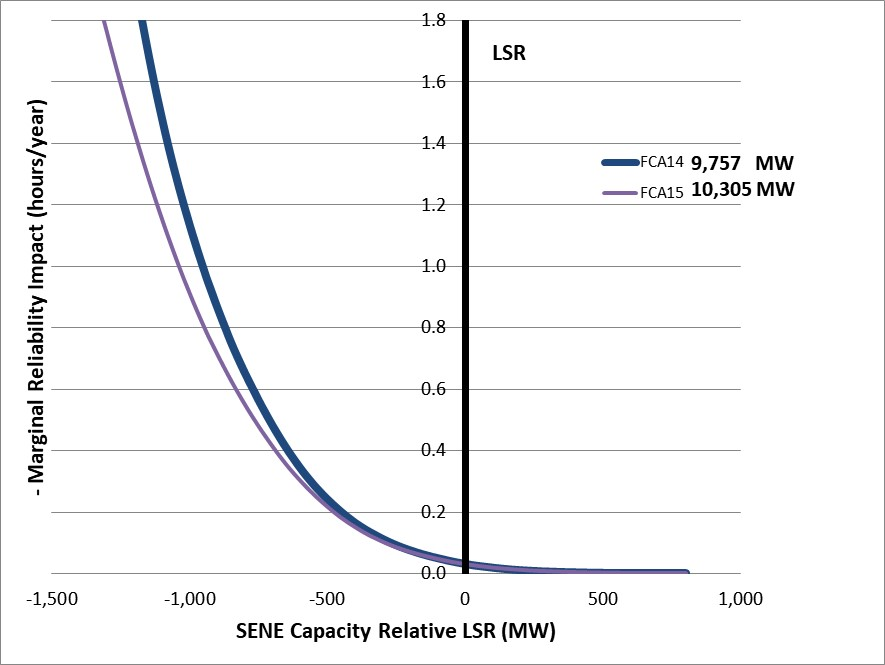 - Marginal Reliability Impact (hours/year)
1.8
1.6
1.4
1.2
1.0
0.8
0.6
0.4
0.2
0.0
LSR
FCA14 9,757 MW
FCA15 10,305 MW
-1,500 -1,000 -500 0 500 1,000
SENE Capacity Relative LSR (MW)